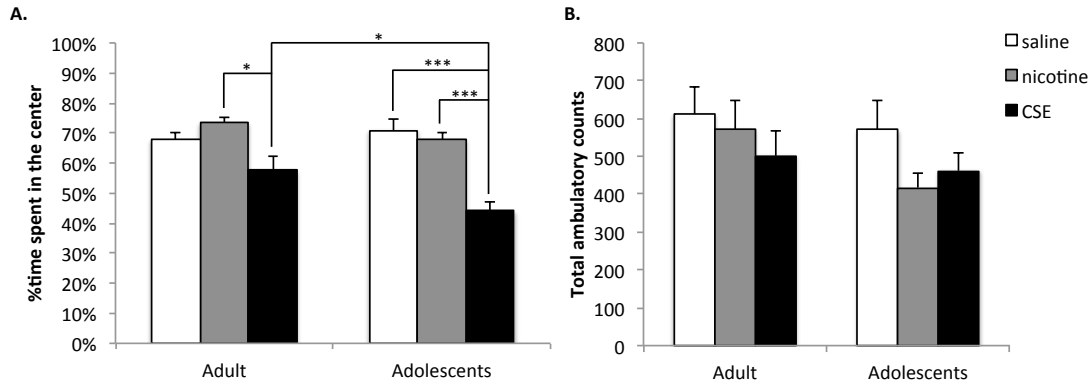 A.
%time spent in the center
100%
90%
80%
70%
60%
50%
40%
30%
20%
10%
0%
*
*
***
***
Adult
Adolescents
B.
Total ambulatory counts
800
700
600
500
400
300
200
100
0
Adult
Adolescents
saline
nicotine
CSE